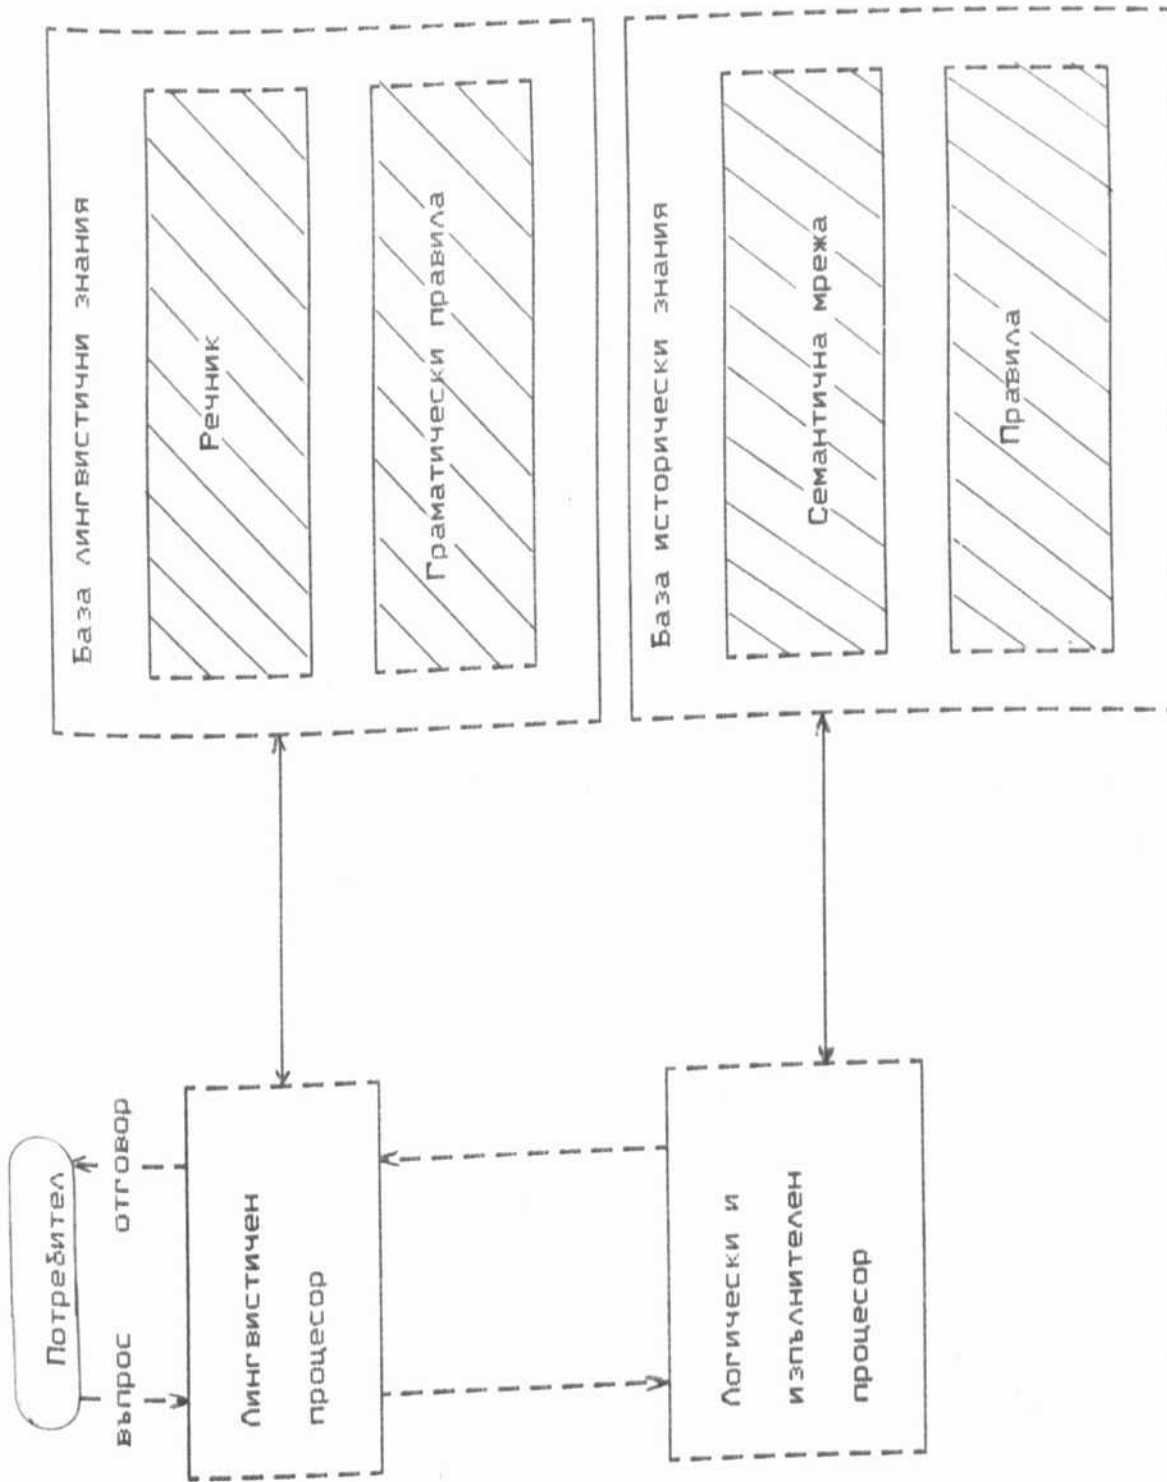 Потребител
въпрос
отговор
Лингвистичен
процесор
Логически и
изпълнителен
процесор
База лингвистични знания
Речник
Граматически правила
База исторически знания
Семантична мрежа
Правила